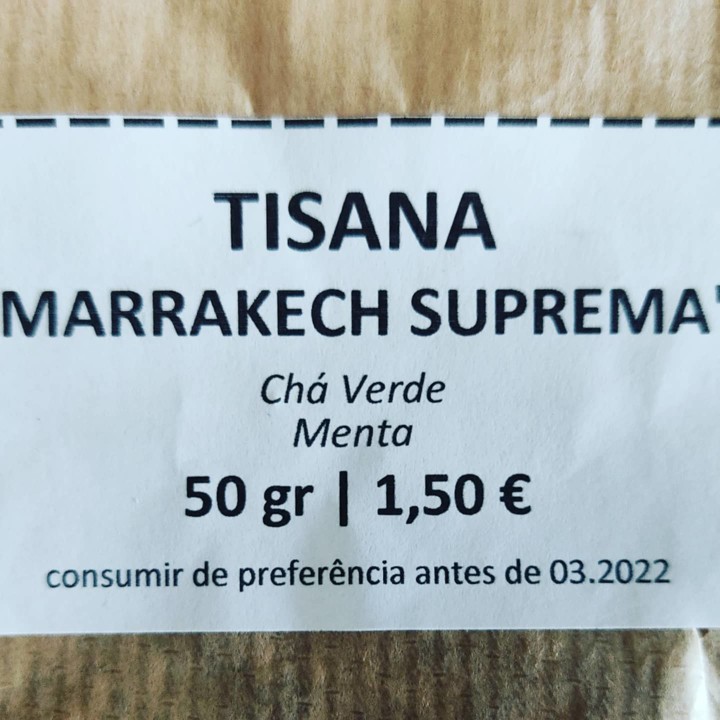 TISANA
MARRAKECH SUPREMA"
Chá Verde
Menta
50 gr | 1,50 €
consumir de preferência antes de 03.2022